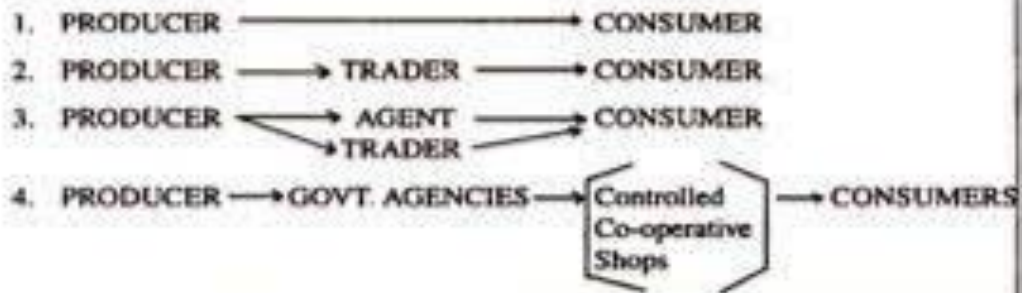 1. PRODUCER CONSUMER
2. PRODUCER TRADER CONSUMER
3. PRODUCER AGENT CONSUMER
TRADER
4. PRODUCER GOVT. AGENCIES Controlled CONSUMERS
Co-operative
Shops